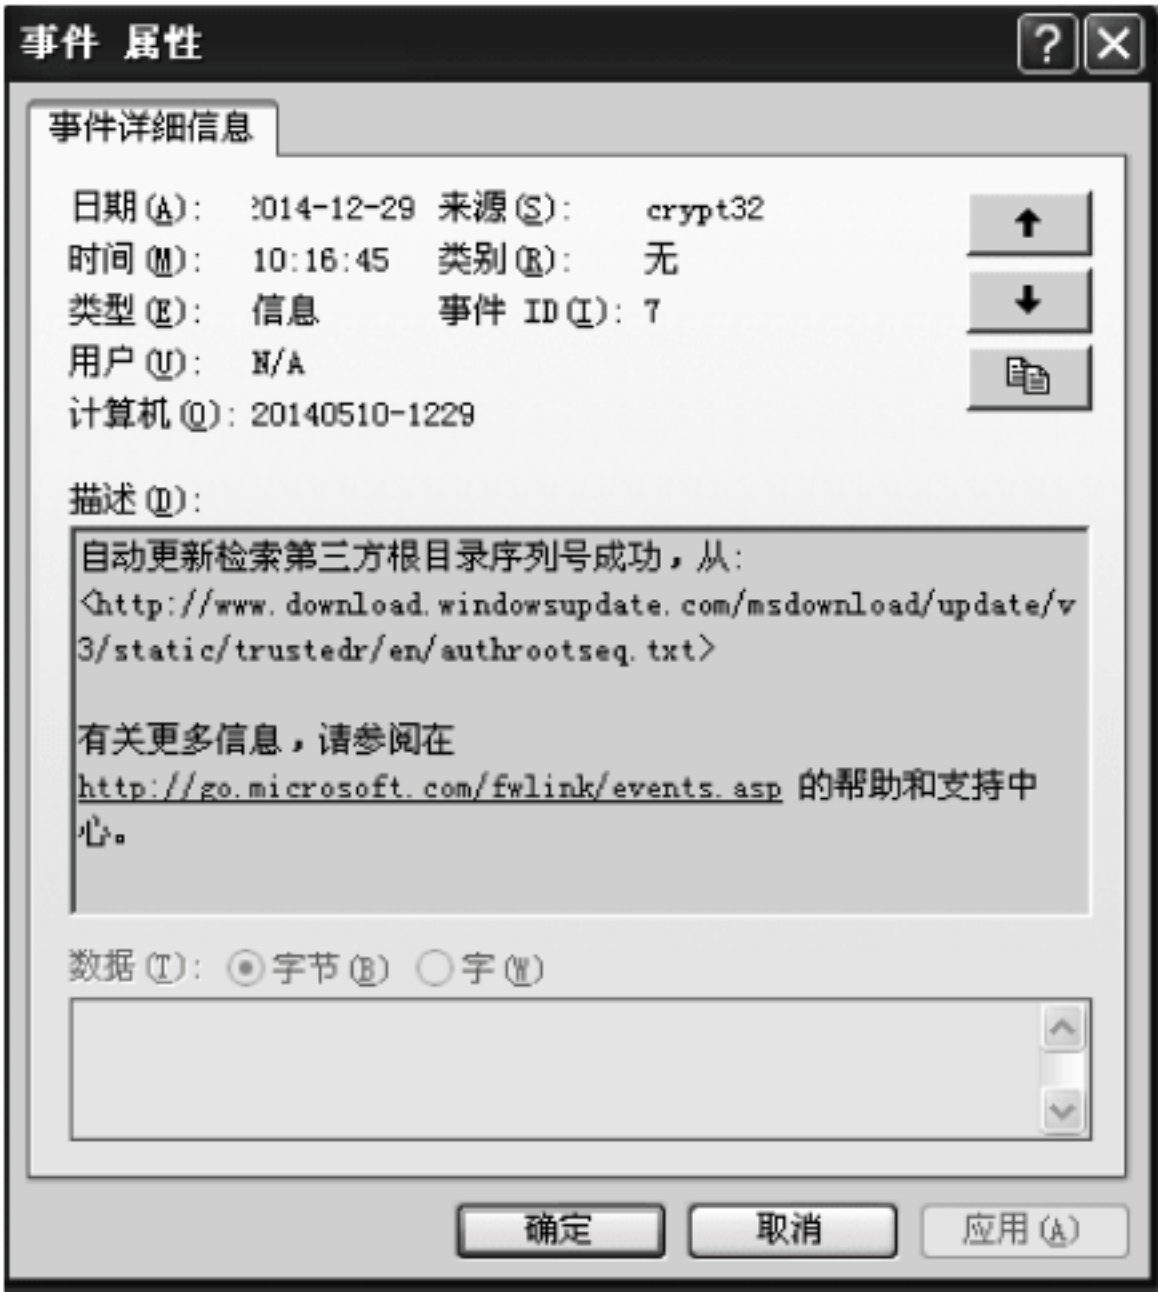 事件 属性
事件详细信息
日期(A): 2014-12-29 来源(S): crypt32
时间(M): 10:16:45 类别(R): 无
类型(E): 信息 事件 ID(I): 7
用户(U): N/A
计算机(O): 20140510-1229
描述(D):
自动更新检索第三方根目录序列号成功，从:
<http://www.download.windowsupdate.com/msdownload/update/v
3/static/trustedr/en/authrootseq.txt>
有关更多信息，请参阅在
http://go.microsoft.com/fwlink/events.asp 的帮助和支持中
心。
数据(T): 字节(B) 字(W)
确定 取消 应用(A)